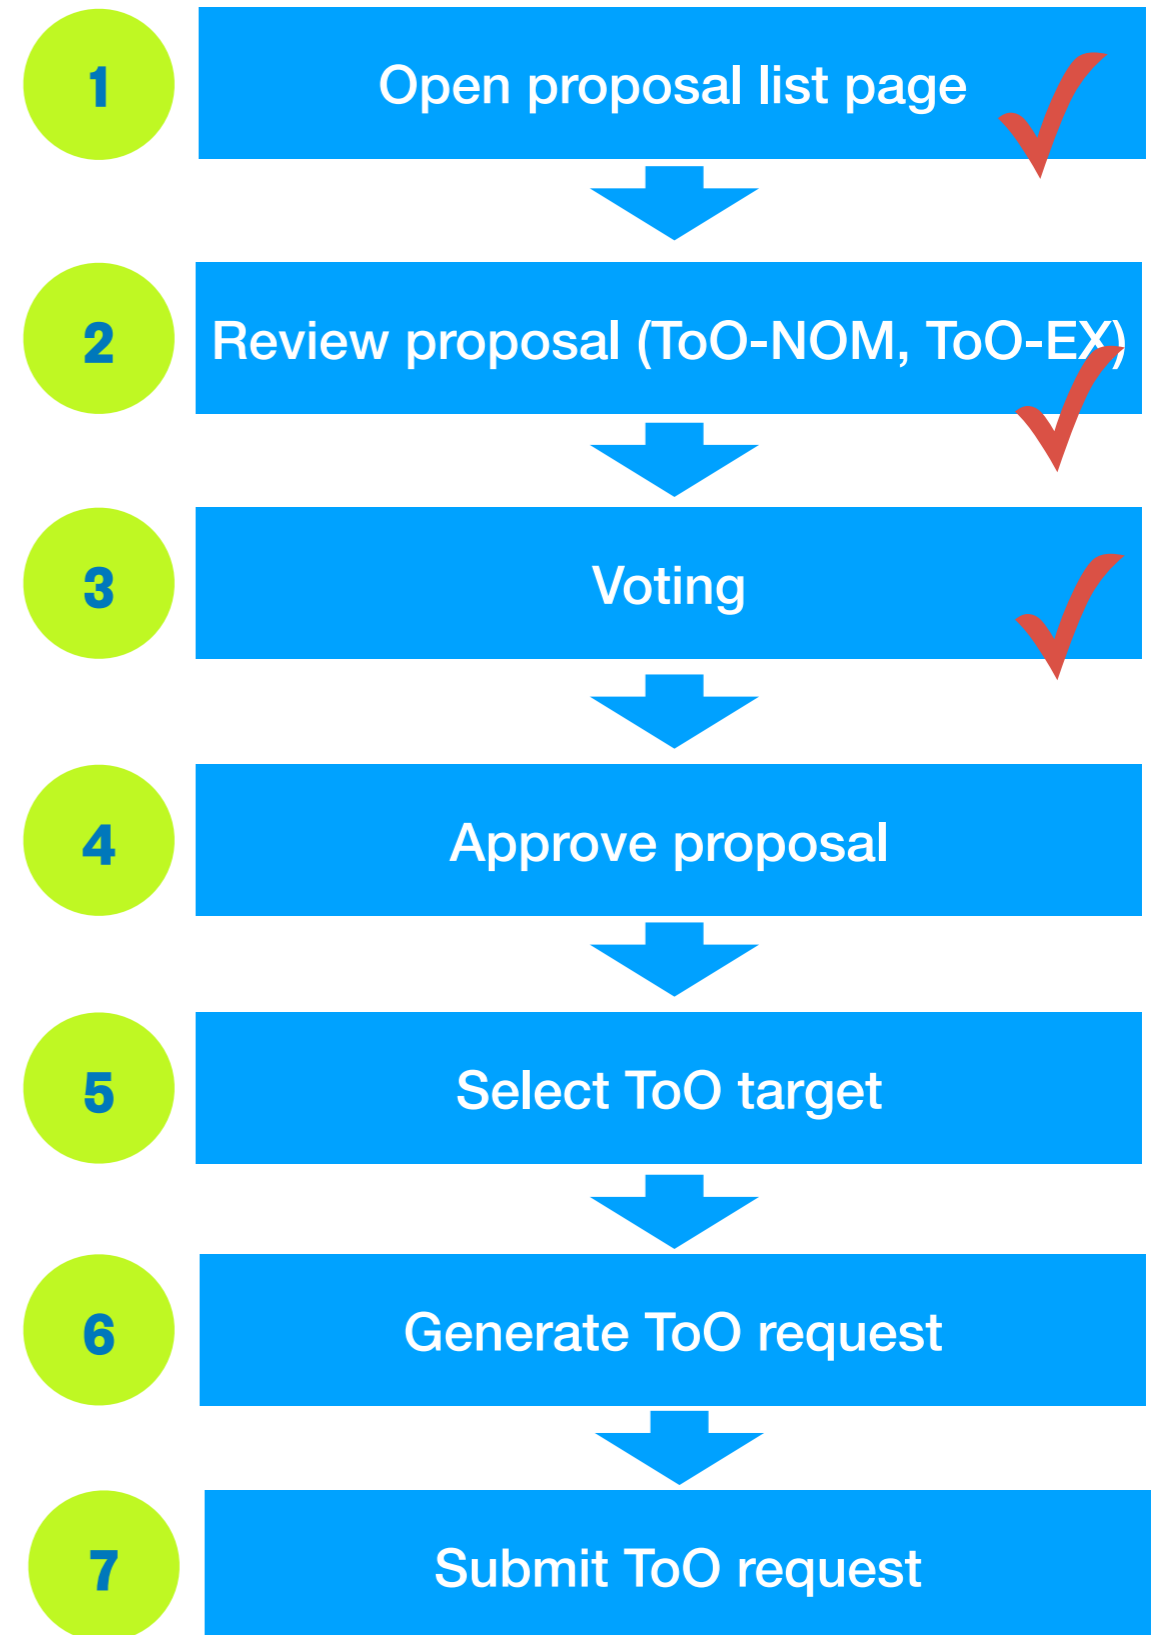 1
Open proposal list page
2
Review proposal (ToO-NOM, ToO-EX)
3
Voting
4
Approve proposal
5
Select ToO target
6
Generate ToO request
7
Submit ToO request